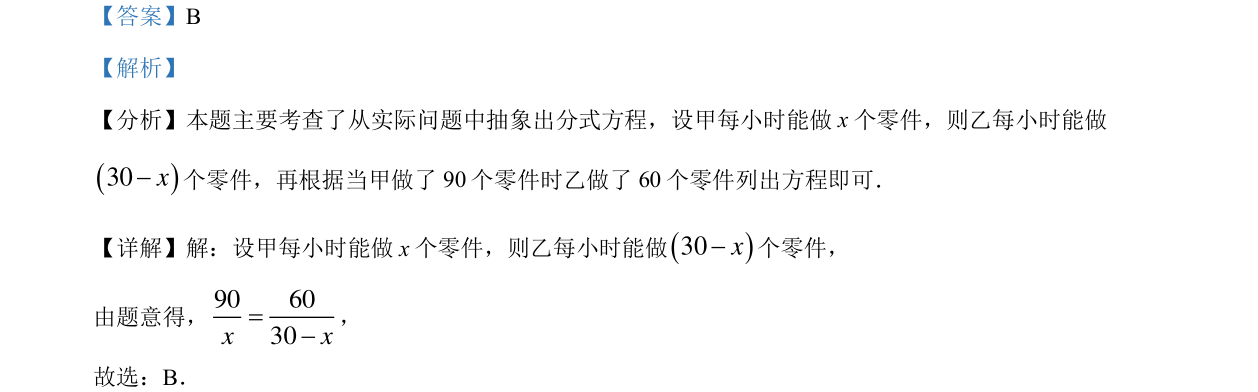 【答案】B
【解析】
【分析】本题主要考查了从实际问题中抽象出分式方程，设甲每小时能做 x 个零件，则乙每小时能做
(30－x)个零件，再根据当甲做了 90 个零件时乙做了 60 个零件列出方程即可．
【详解】解：设甲每小时能做 x 个零件，则乙每小时能做(30－x)个零件，
由题意得，90/x＝60/(30－x)，
故选：B．